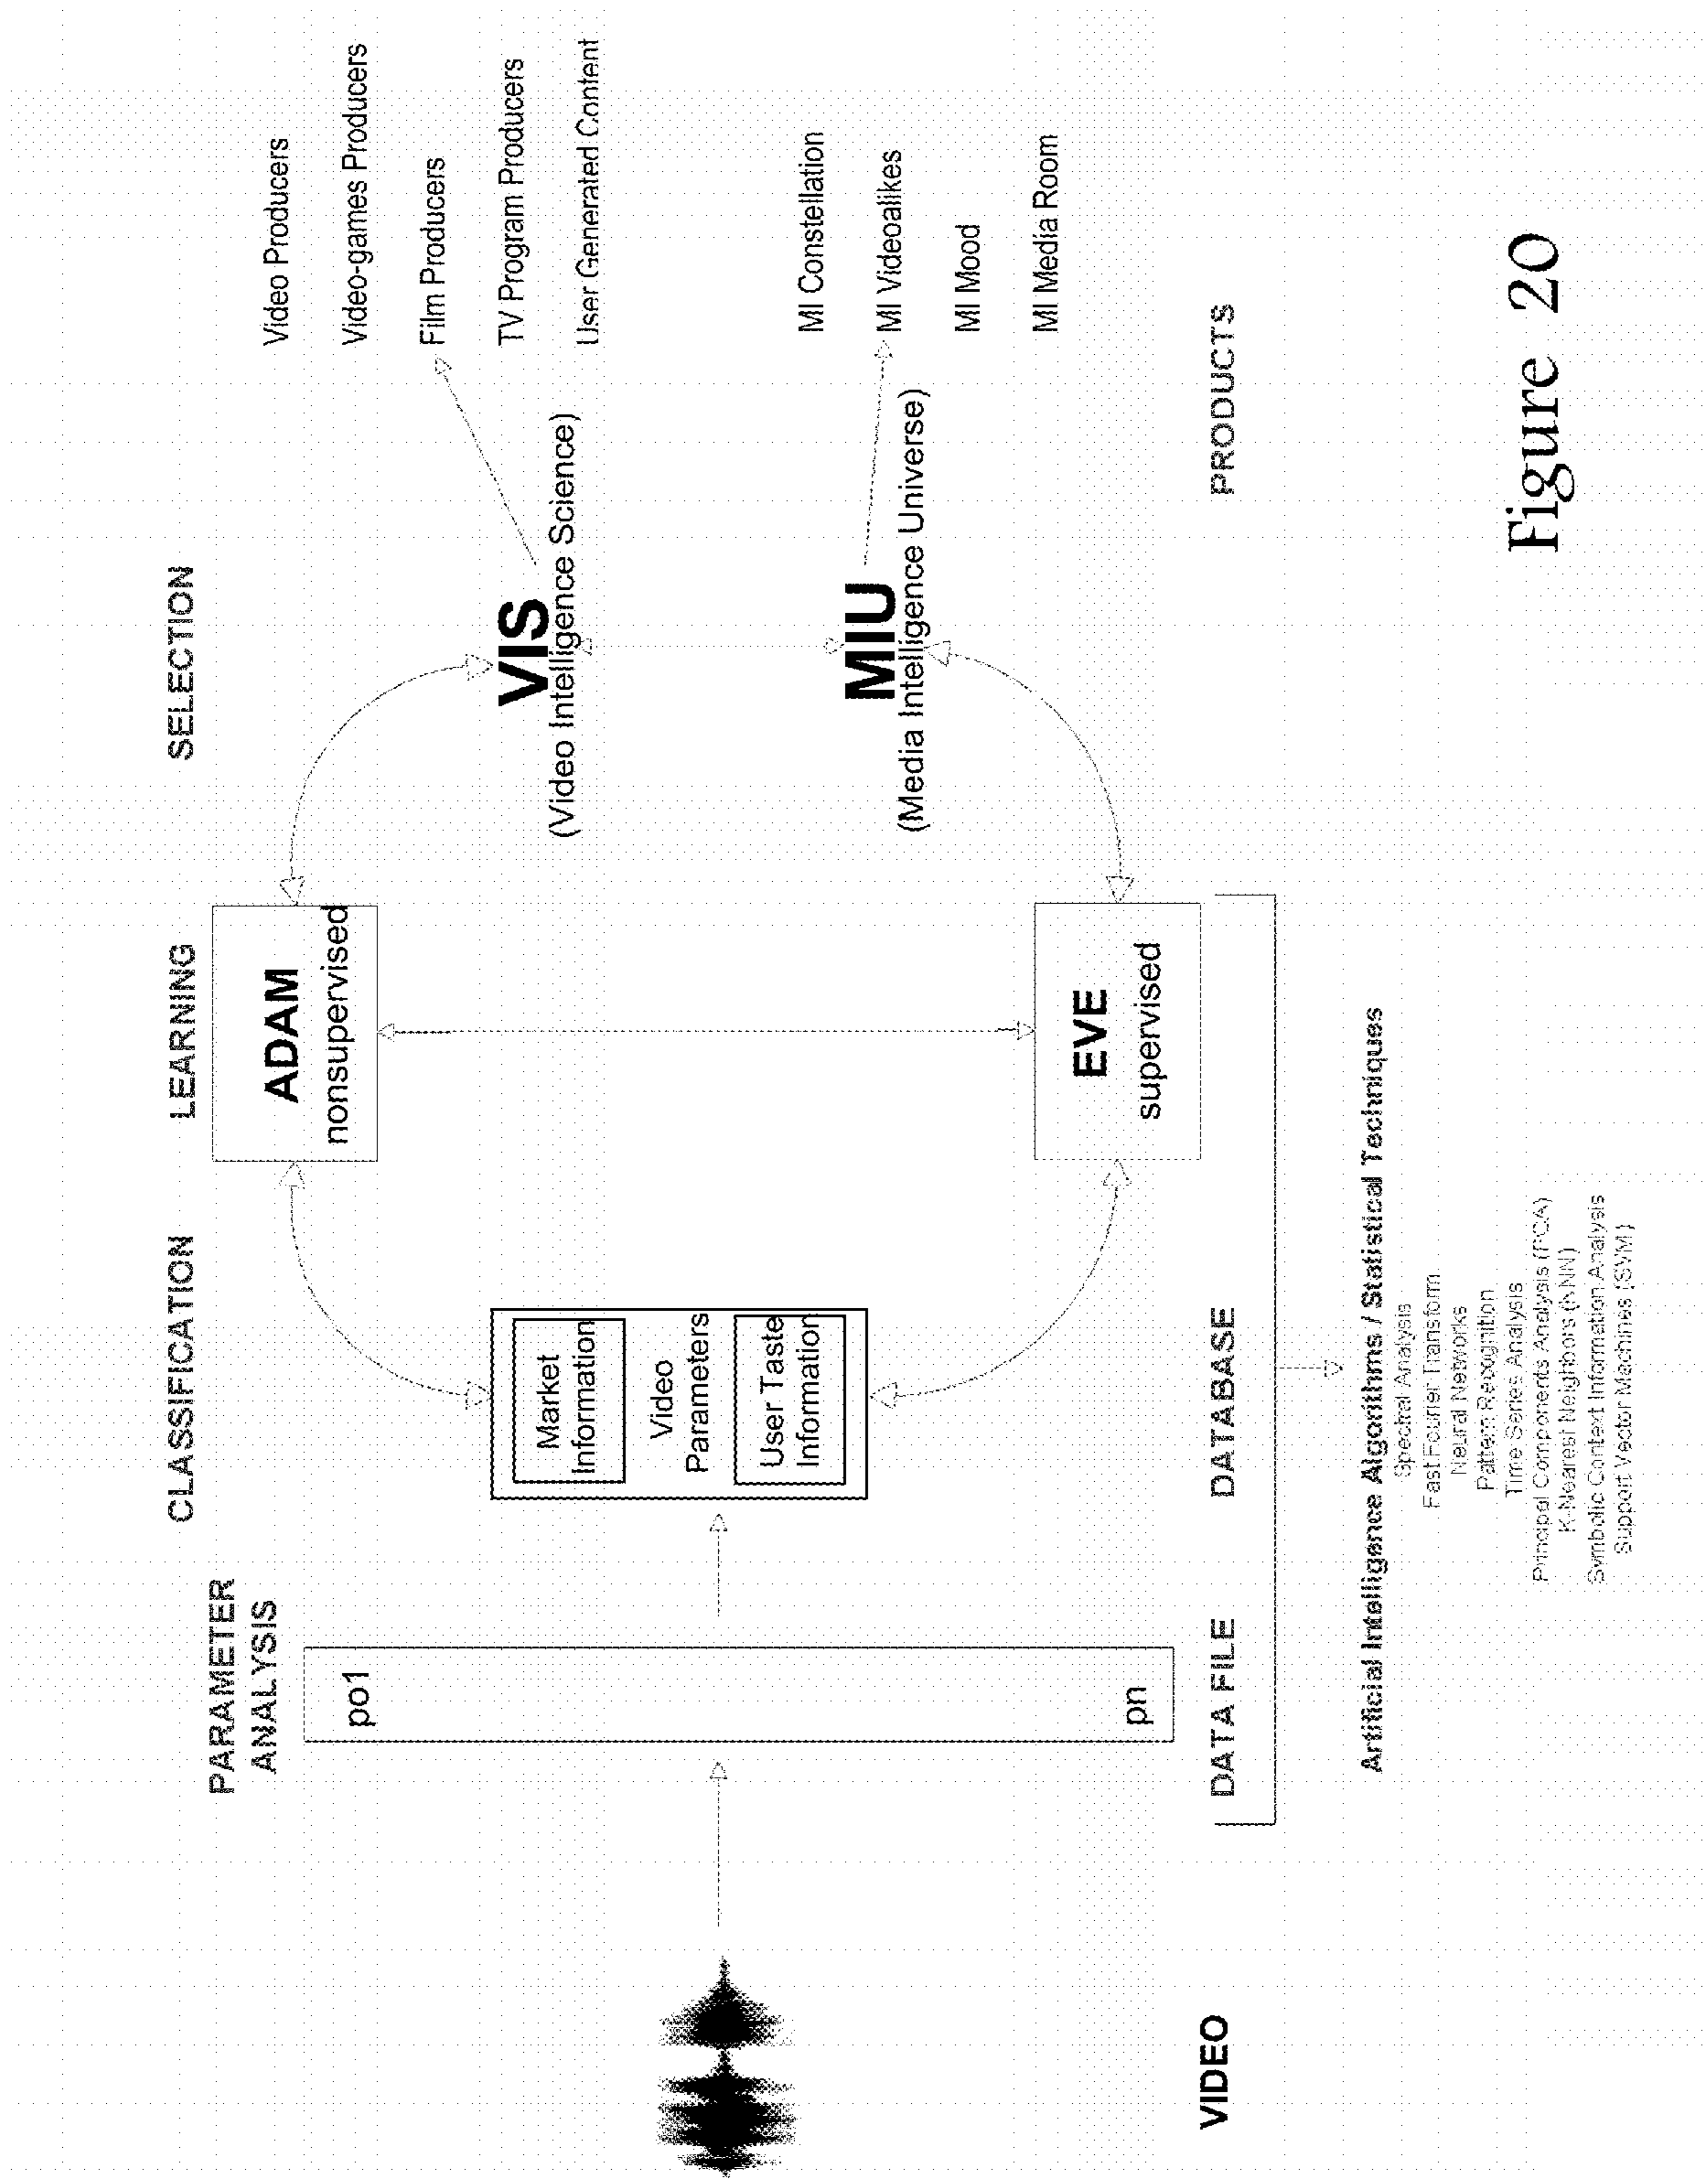 PARAMETER
ANALYSIS
CLASSIFICATION
LEARNING
SELECTION
po1
pn
Market
Information
Video
Parameters
User Taste
Information
ADAM
nonsupervised
EVE
supervised
VIS
(Video Intelligence Science)
MIU
(Media Intelligence Universe)
Video Producers
Video-games Producers
Film Producers
TV Program Producers
User Generated Content
MI Constellation
MI Videoalikes
MI Mood
MI Media Room
VIDEO
DATA FILE
DATABASE
PRODUCTS
Artificial Intelligence Algorithms / Statistical Techniques
Spectral Analysis
Fast Fourier Transform
Neural Networks
Pattern Recognition
Time Series Analysis
Principal Components Analysis (PCA)
K-Nearest Neighbors (K-NN)
Symbolic Context Information Analysis
Support Vector Machines (SVM)
Figure 20